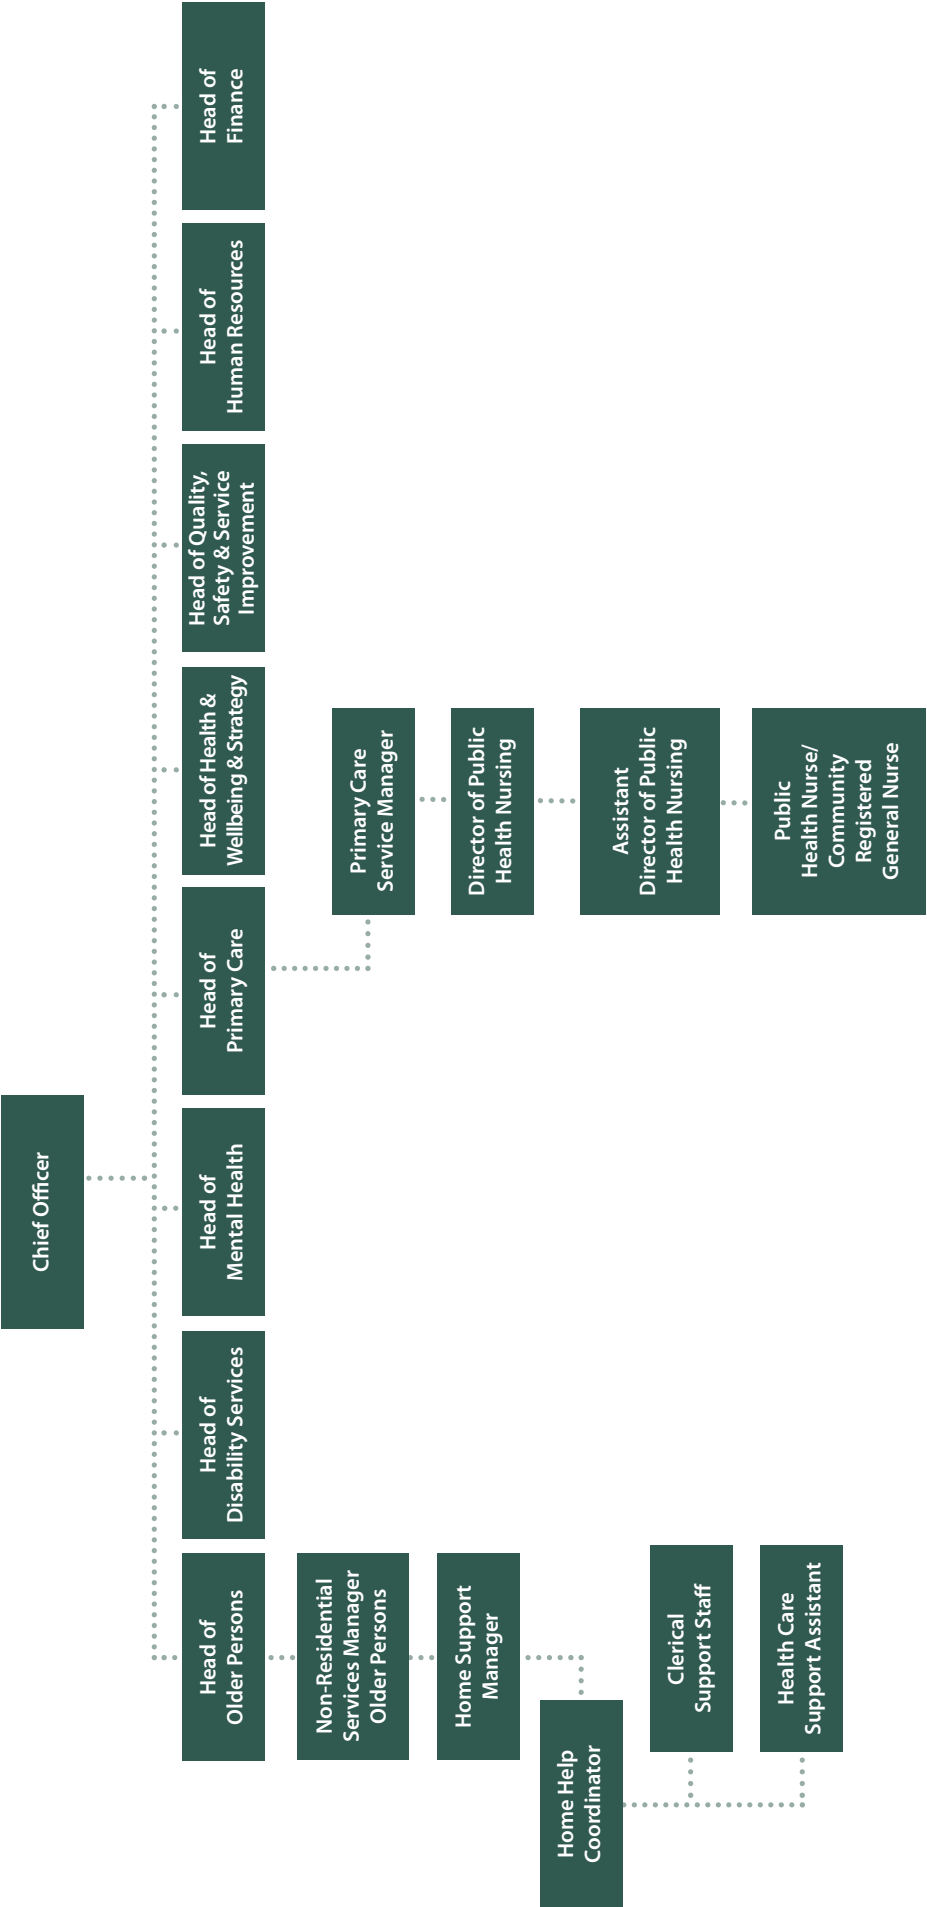 Chief Officer
Head of
Older Persons
Head of
Disability Services
Head of
Mental Health
Head of
Primary Care
Head of Health &
Wellbeing & Strategy
Head of Quality,
Safety & Service
Improvement
Head of
Human Resources
Head of
Finance
Non-Residential
Services Manager
Older Persons
Home Support
Manager
Home Help
Coordinator
Clerical
Support Staff
Health Care
Support Assistant
Primary Care
Service Manager
Director of Public
Health Nursing
Assistant
Director of Public
Health Nursing
Public
Health Nurse/
Community
Registered
General Nurse